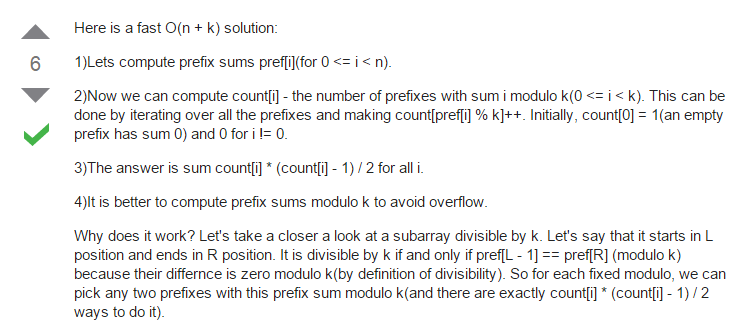 Here is a fast O(n + k) solution:
6
1)Lets compute prefix sums pref[i](for 0 <= i < n).
2)Now we can compute count[i] - the number of prefixes with sum i modulo k(0 <= i < k). This can be
done by iterating over all the prefixes and making count[pref[i] % k]++. Initially, count[0] = 1(an empty
prefix has sum 0) and 0 for i != 0.
3)The answer is sum count[i] * (count[i] - 1) / 2 for all i.
4)It is better to compute prefix sums modulo k to avoid overflow.
Why does it work? Let's take a closer a look at a subarray divisible by k. Let's say that it starts in L
position and ends in R position. It is divisible by k if and only if pref[L - 1] == pref[R] (modulo k)
because their differnce is zero modulo k(by definition of divisibility). So for each fixed modulo, we can
pick any two prefixes with this prefix sum modulo k(and there are exactly count[i] * (count[i] - 1) / 2
ways to do it).